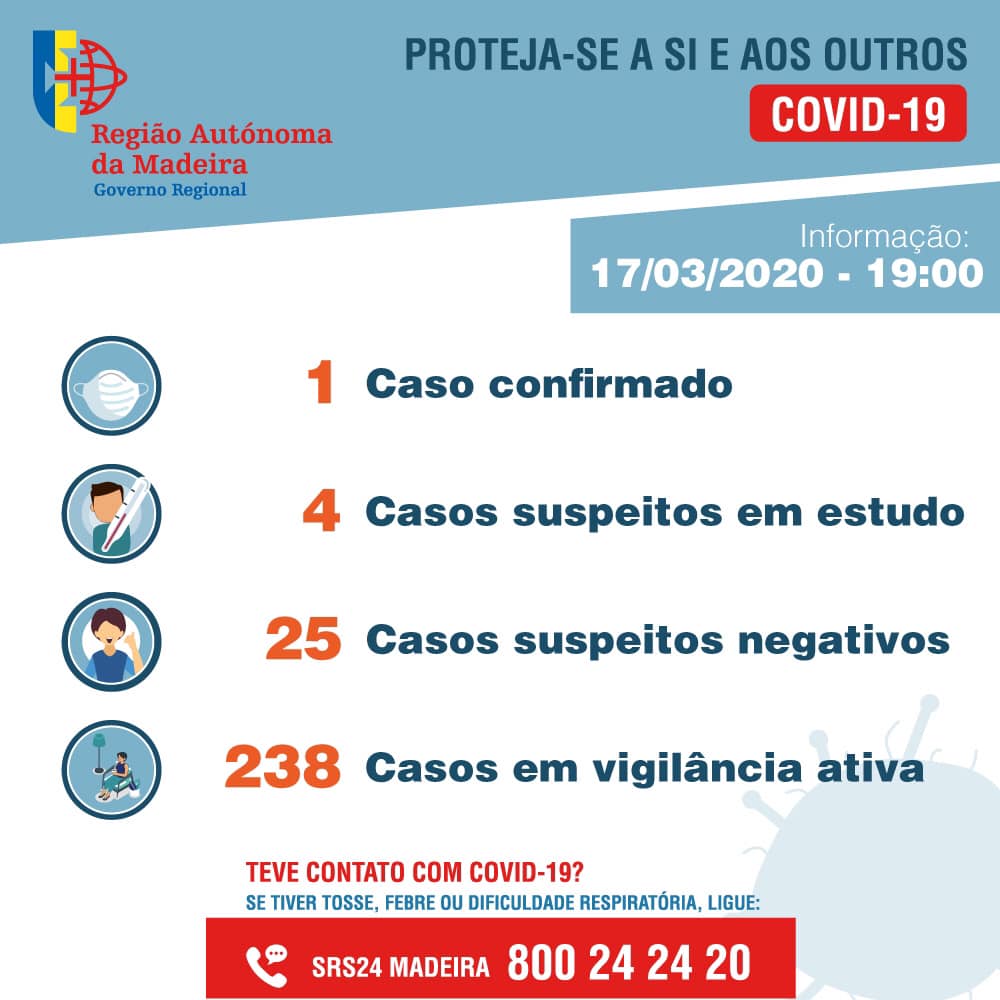 Região Autónoma
da Madeira
Governo Regional
PROTEJA-SE A SI E AOS OUTROS
COVID-19
Informação:
17/03/2020 - 19:00
1 Caso confirmado
4 Casos suspeitos em estudo
25 Casos suspeitos negativos
238 Casos em vigilância ativa
TEVE CONTATO COM COVID-19?
SE TIVER TOSSE, FEBRE OU DIFICULDADE RESPIRATÓRIA, LIGUE:
SRS24 MADEIRA 800 24 24 20